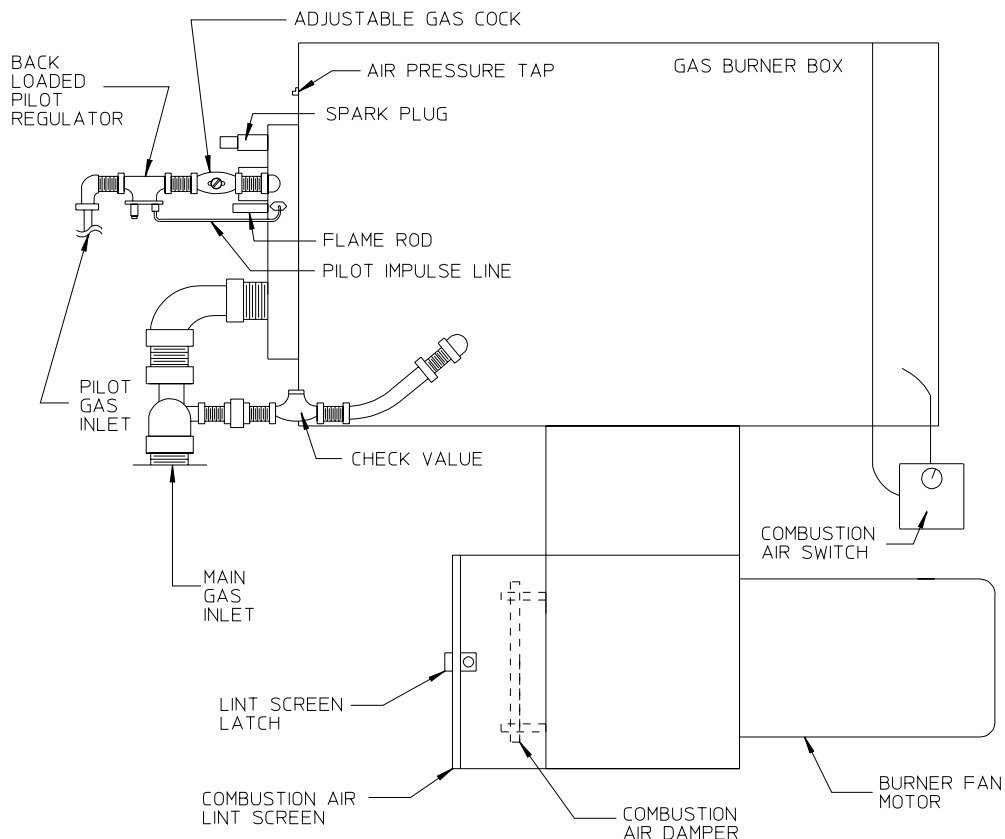 ADJUSTABLE GAS COCK
BACK
LOADED
PILOT
REGULATOR
AIR PRESSURE TAP
GAS BURNER BOX
SPARK PLUG
FLAME ROD
PILOT IMPULSE LINE
PILOT
GAS
INLET
CHECK VALUE
COMBUSTION
AIR SWITCH
MAIN
GAS
INLET
LINT SCREEN
LATCH
COMBUSTION AIR
LINT SCREEN
COMBUSTION
AIR DAMPER
BURNER FAN
MOTOR